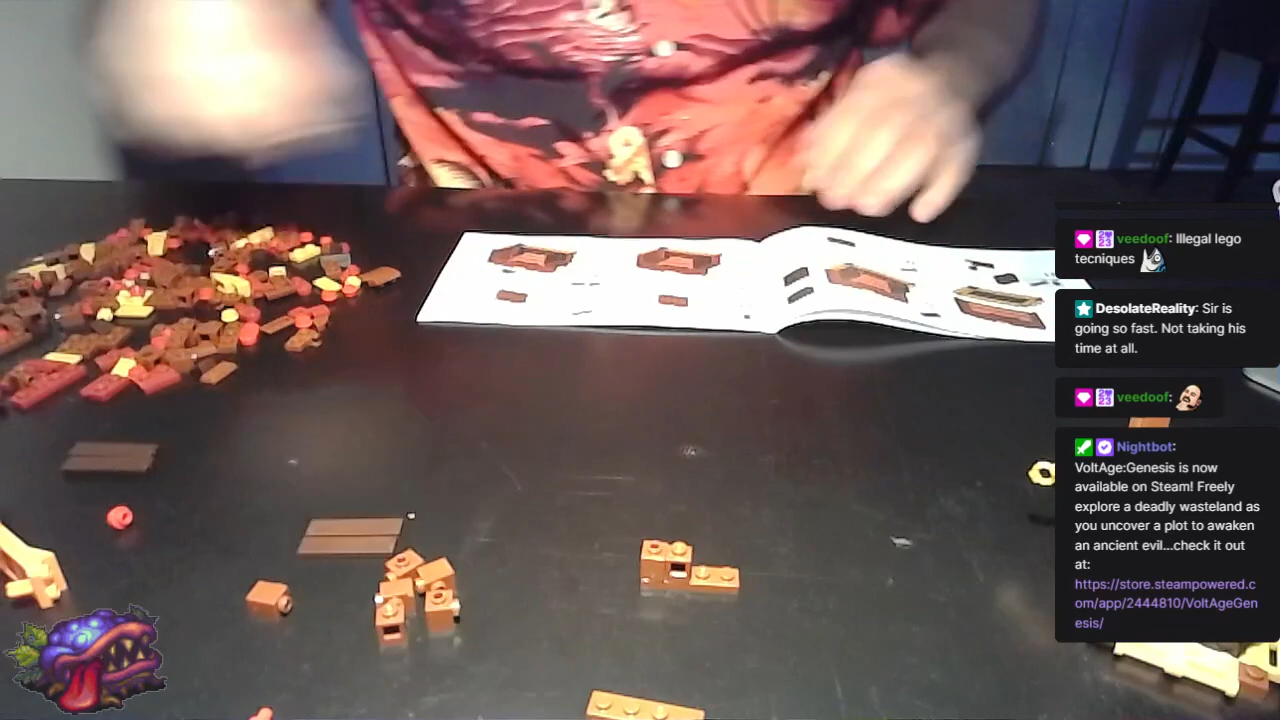 veedoof: Illegal lego
tecniques
DesolateReality: Sir is
going so fast. Not taking his
time at all.
veedoof:
Nightbot:
VoltAge:Genesis is now
available on Steam! Freely
explore a deadly wasteland as
you uncover a plot to awaken
an ancient evil...check it out
at:
https://store.steampowered.c
om/app/2444810/VoltAgeGen
esis/